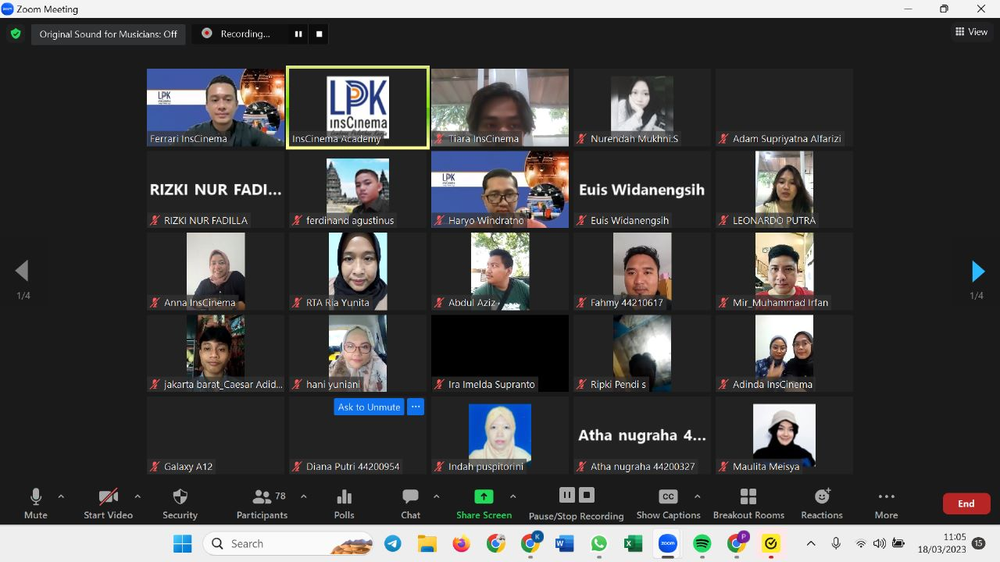 Zoom Meeting
Original Sound for Musicians: Off
Recording...
View
LPK
InsCinema
Ferrari InsCinema
LPK
InsCinema
InsCinema Academy
Tiara InsCinema
Nurendah Mukhni.S
Adam Supriyatna Alfarizi
RIZKI NUR FADI...
RIZKI NUR FADILLA
ferdinand agustinus
LPK
Haryo Windratno
Euis Widanengsih
Euis Widanengsih
LEONARDO PUTRA
Anna InsCinema
RTA Ria Yunita
Abdul Aziz
Fahmy 44210617
Mir_Muhammad Irfan
1/4
1/4
jakarta barat_Caesar Adid...
hani yuniani
Ira Imelda Supranto
Ripki Pendi s
Adinda InsCinema
Ask to Unmute
...
Galaxy A12
Diana Putri 44200954
Indah puspitorini
Atha nugraha 4...
Atha nugraha 44200327
Maulita Meisya
Mute
Start Video
Security
78
Participants
Polls
Chat
Share Screen
Pause/Stop Recording
CC
Show Captions
Breakout Rooms
Reactions
More
End
Search
K
W
X
zoom
P
11:05
18/03/2023
15